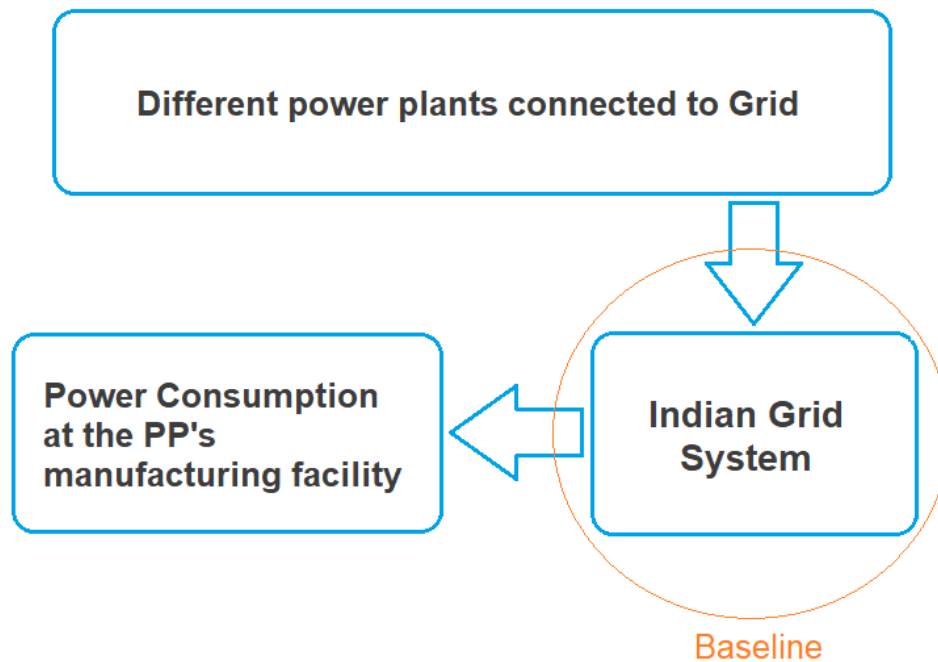 Different power plants connected to Grid
Power Consumption
at the PP's
manufacturing facility
Indian Grid
System
Baseline